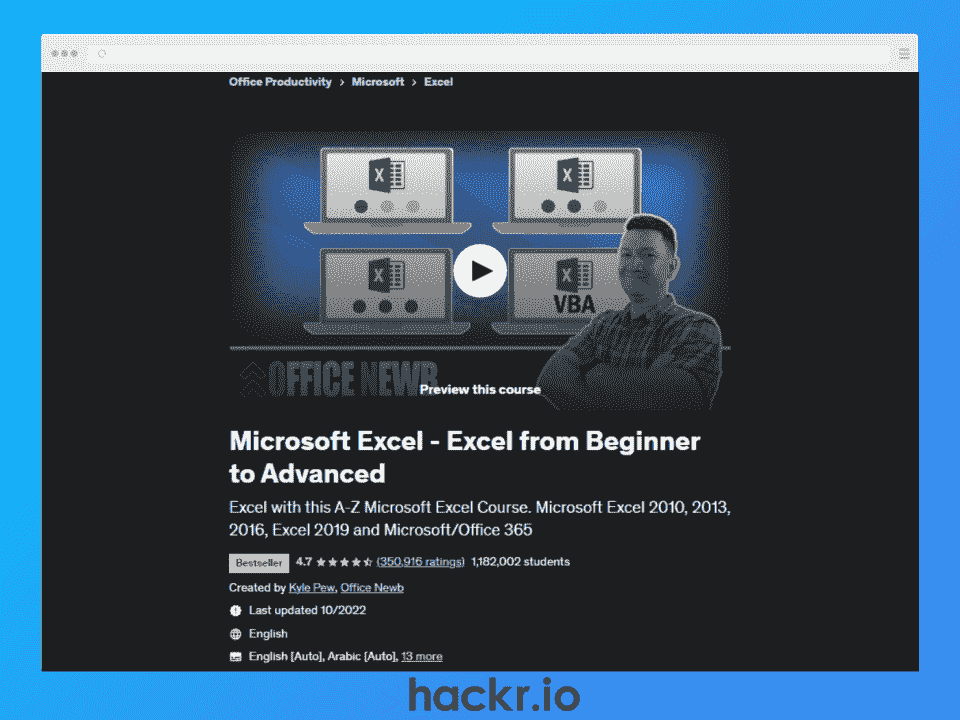 Office Productivity > Microsoft > Excel
X
X
X
X
VBA
OFFICE NEWB
Preview this course
Microsoft Excel - Excel from Beginner
to Advanced
Excel with this A-Z Microsoft Excel Course. Microsoft Excel 2010, 2013,
2016, Excel 2019 and Microsoft/Office 365
Bestseller 4.7 (350,916 ratings) 1,182,002 students
Created by Kyle Pew, Office Newb
Last updated 10/2022
English
English [Auto], Arabic [Auto], 13 more
hackr.io